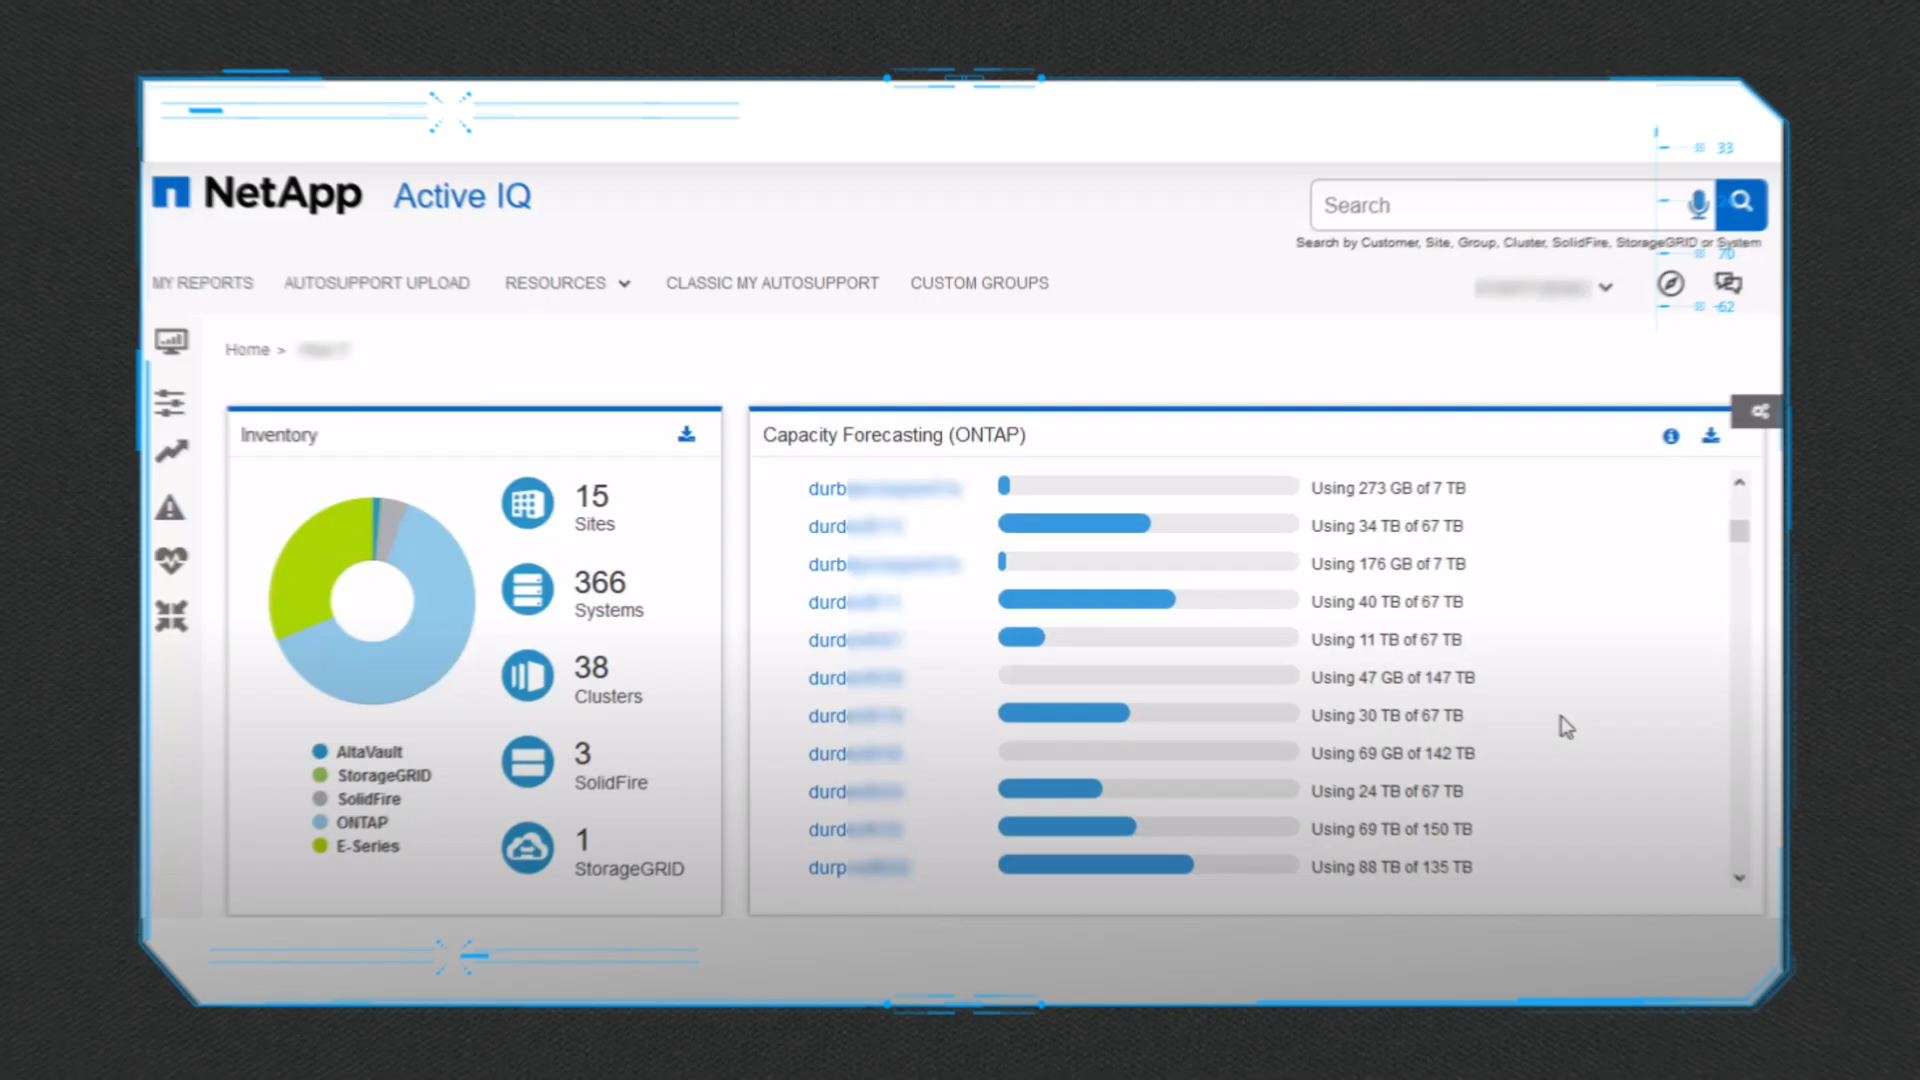 33
NetApp Active IQ
Search
Search by Customer, Site, Group, Cluster, SolidFire, StorageGRID or System
70
MY REPORTS AUTOSUPPORT UPLOAD RESOURCES CLASSIC MY AUTOSUPPORT CUSTOM GROUPS
-62
Home >
Inventory
15
Sites
366
Systems
38
Clusters
3
SolidFire
1
StorageGRID
AltaVault
StorageGRID
SolidFire
ONTAP
E-Series
Capacity Forecasting (ONTAP)
durb Using 273 GB of 7 TB
durd Using 34 TB of 67 TB
durb Using 176 GB of 7 TB
durd Using 40 TB of 67 TB
durd Using 11 TB of 67 TB
durd Using 47 GB of 147 TB
durd Using 30 TB of 67 TB
durd Using 69 GB of 142 TB
durd Using 24 TB of 67 TB
durd Using 69 TB of 150 TB
durp Using 88 TB of 135 TB